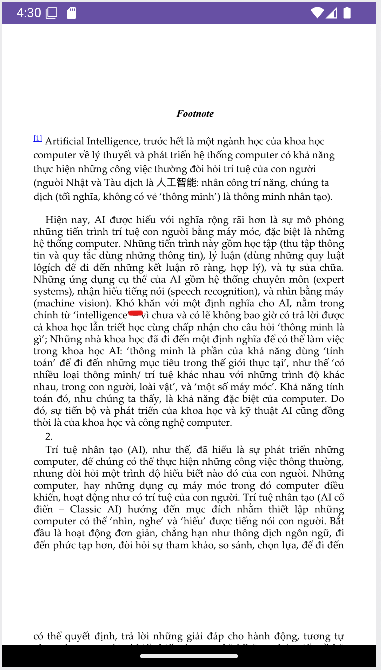 4:30
Footnote
[1] Artificial Intelligence, trước hết là một ngành học của khoa học
computer về lý thuyết và phát triển hệ thống computer có khả năng
thực hiện những công việc thường đòi hỏi trí tuệ của con người
(người Nhật và Tàu dịch là 人工智能: nhân công trí năng, chúng ta
dịch (tối nghĩa, không có vẻ ‘thông minh’) là thông minh nhân tạo).
Hiện nay, AI được hiểu với nghĩa rộng rãi hơn là sự mô phỏng
những tiến trình trí tuệ con người bằng máy móc, đặc biệt là những
hệ thống computer. Những tiến trình này gồm học tập (thu tập thông
tin và quy tắc dùng những thông tin), lý luận (dùng những quy luật
lôgích để đi đến những kết luận rõ ràng, hợp lý), và tự sửa chữa.
Những ứng dụng cụ thể của AI gồm hệ thống chuyên môn (expert
systems), nhận hiểu tiếng nói (speech recognition), và nhìn bằng máy
(machine vision). Khó khăn với một định nghĩa cho AI, nằm trong
chính từ ‘intelligence vì chưa và có lẽ không bao giờ có trả lời được
cả khoa học lẫn triết học cùng chấp nhận cho câu hỏi ‘thông minh là
gì’; Những nhà khoa học đã đi đến một định nghĩa để có thể làm việc
trong khoa học AI: ‘thông minh là phần của khả năng dùng ‘tính
toán’ để đi đến những mục tiêu trong thế giới thực tại’, như thế ‘có
nhiều loại thông minh/ trí tuệ khác nhau với những trình độ khác
nhau, trong con người, loài vật’, và ‘một số máy móc’. Khả năng tính
toán đó, như chúng ta thấy, là khả năng đặc biệt của computer. Do
đó, sự tiến bộ và phát triển của khoa học và kỹ thuật AI cũng đồng
thời là của khoa học và công nghệ computer.
2.
Trí tuệ nhân tạo (AI), như thế, đã hiểu là sự phát triển những
computer, để chúng có thể thực hiện những công việc thông thường,
nhưng đòi hỏi một trình độ hiểu biết nào đó của con người. Những
computer, hay những dụng cụ máy móc trong đó computer điều
khiển, hoạt động như có trí tuệ của con người. Trí tuệ nhân tạo (AI cổ
điển – Classic AI) hướng đến mục đích nhằm thiết lập những
computer có thể ‘nhìn, nghe’ và ‘hiểu’ được tiếng nói con người. Bắt
đầu là hoạt động đơn giản, chẳng hạn như thông dịch ngôn ngữ, đi
đến phức tạp hơn, đòi hỏi sự tham khảo, so sánh, chọn lựa, để đi đến
có thể quyết định, trả lời những giải đáp cho hành động, tương tự